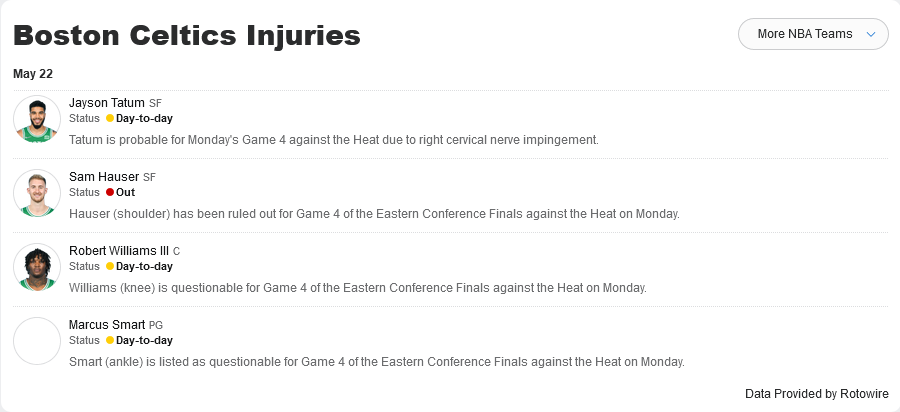 Boston Celtics Injuries
More NBA Teams
May 22
Jayson Tatum SF
Status Day-to-day
Tatum is probable for Monday's Game 4 against the Heat due to right cervical nerve impingement.
Sam Hauser SF
Status Out
Hauser (shoulder) has been ruled out for Game 4 of the Eastern Conference Finals against the Heat on Monday.
Robert Williams III C
Status Day-to-day
Williams (knee) is questionable for Game 4 of the Eastern Conference Finals against the Heat on Monday.
Marcus Smart PG
Status Day-to-day
Smart (ankle) is listed as questionable for Game 4 of the Eastern Conference Finals against the Heat on Monday.
Data Provided by Rotowire